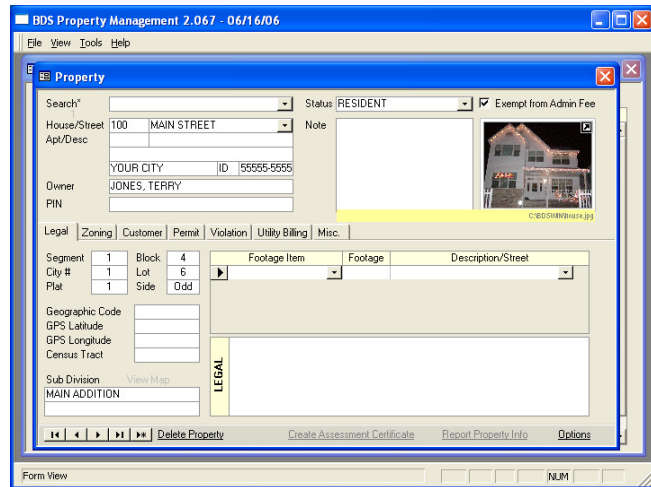 BDS Property Management 2.067 - 06/16/06
File View Tools Help
Property
Search* Status RESIDENT Exempt from Admin Fee
House/Street 100 MAIN STREET Note
Apt/Desc
YOUR CITY ID 55555-5555
Owner JONES, TERRY
PIN
C:\BDSWIN\house.jpg
Legal Zoning Customer Permit Violation Utility Billing Misc.
Segment 1 Block 4 Footage Item Footage Description/Street
City # 1 Lot 6
Plat 1 Side Odd
Geographic Code
GPS Latitude
GPS Longitude
Census Tract
LEGAL
Sub Division View Map
MAIN ADDITION
Delete Property Create Assessment Certificate Report Property Info Options
Form View NUM